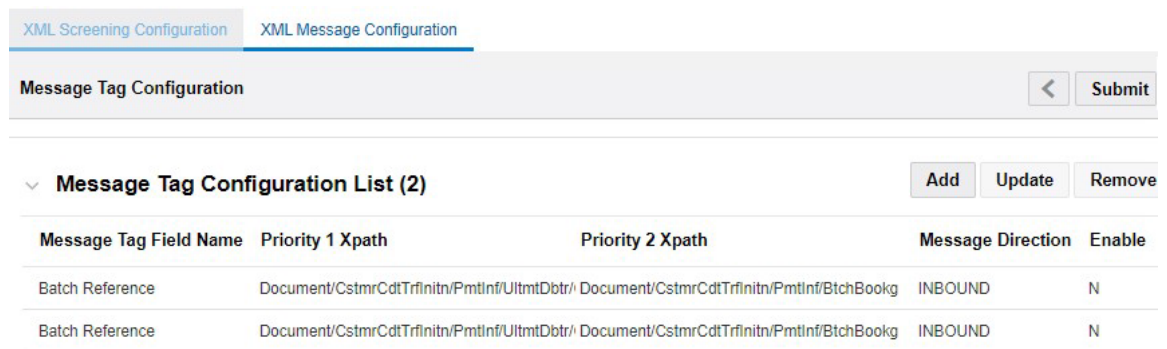 XML Screening Configuration XML Message Configuration
Message Tag Configuration < Submit
Message Tag Configuration List (2) Add Update Remove
Message Tag Field Name Priority 1 Xpath Priority 2 Xpath Message Direction Enable
Batch Reference Document/CstmrCdtTrfInitn/PmtInf/UltmtDbtr/ Document/CstmrCdtTrfInitn/PmtInf/BtchBookg INBOUND N
Batch Reference Document/CstmrCdtTrfInitn/PmtInf/UltmtDbtr/ Document/CstmrCdtTrfInitn/PmtInf/BtchBookg INBOUND N